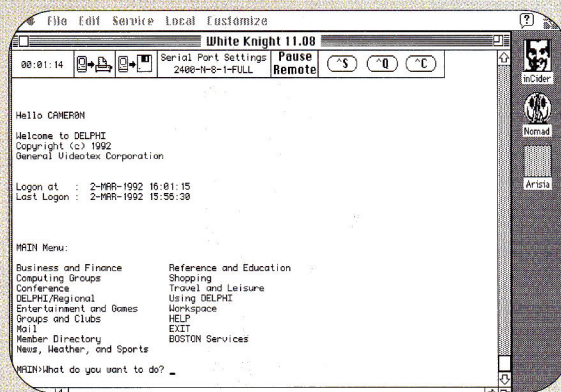 File Edit Service Local Customize
White Knight 11.08
00:01:14
Serial Port Settings
2400-N-8-1-FULL
Pause
Remote
^S ^Q ^C
inCider
Nomad
Arisia
Hello CAMERON
Welcome to DELPHI
Copyright (c) 1992
General Videotex Corporation
Logon at : 2-MAR-1992 16:01:15
Last Logon : 2-MAR-1992 15:56:30
MAIN Menu:
Business and Finance Reference and Education
Computing Groups Shopping
Conference Travel and Leisure
DELPHI/Regional Using DELPHI
Entertainment and Games Workspace
Groups and Clubs HELP
Mail EXIT
Member Directory BOSTON Services
News, Weather, and Sports
MAIN>What do you want to do? _